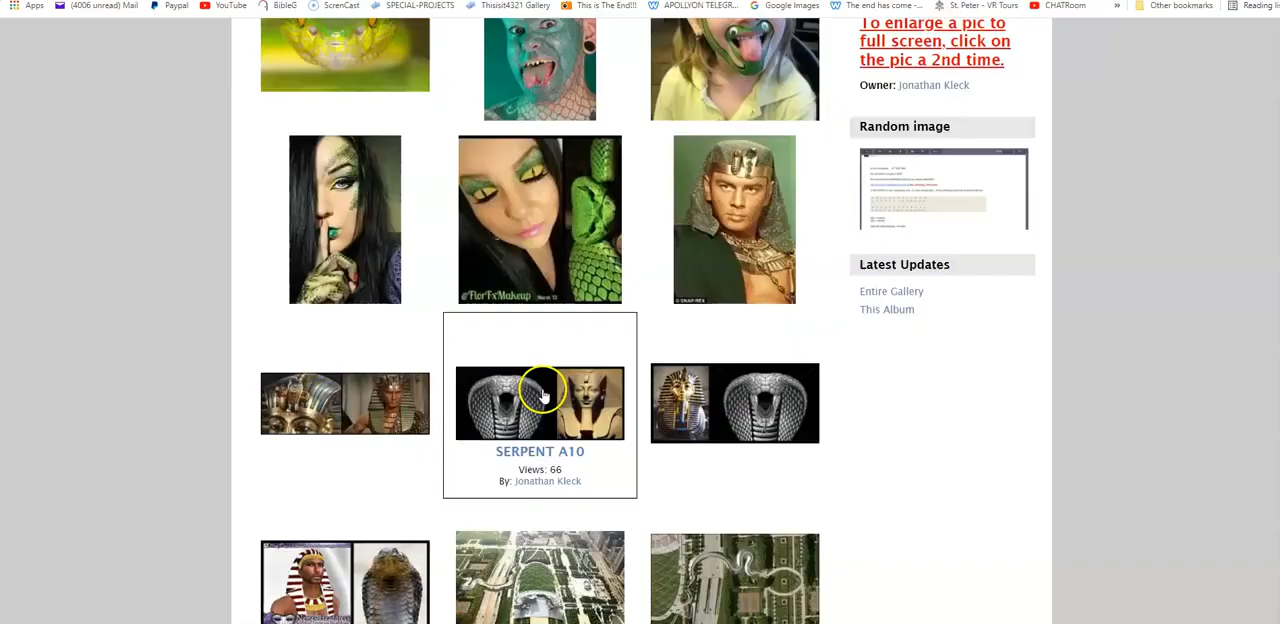 Apps (4006 unread) Mail Paypal YouTube BibleG ScrenCast SPECIAL-PROJECTS Thisisit4321 Gallery This is The End!!! APOLLYON TELEGR... Google Images The end has come -... St. Peter - VR Tours CHATRoom » Other bookmarks Reading lis
To enlarge a pic to
full screen, click on
the pic a 2nd time.
Owner: Jonathan Kleck
Random image
@FlorFxMakeup
Latest Updates
Entire Gallery
This Album
SERPENT A10
Views: 66
By: Jonathan Kleck